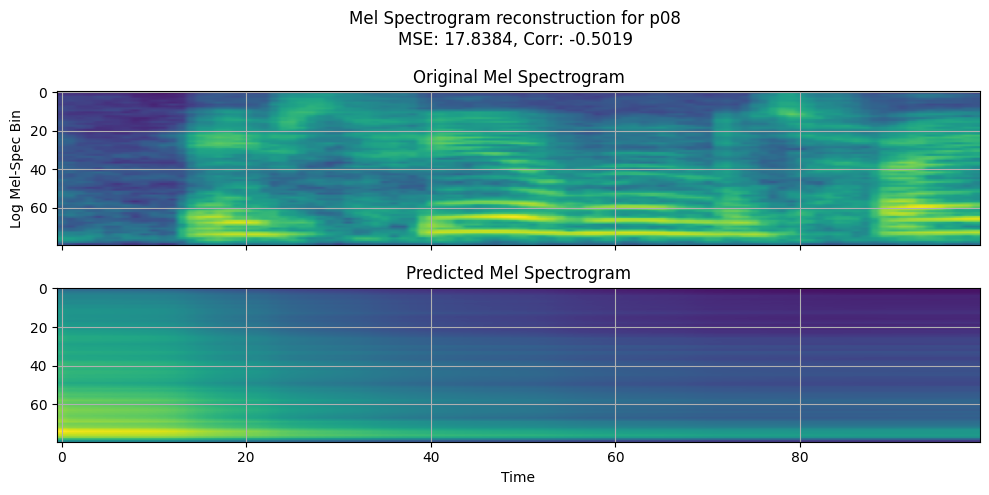 Mel Spectrogram reconstruction for p08
MSE: 17.8384, Corr: -0.5019
Original Mel Spectrogram
Log Mel-Spec Bin
0
20
40
60
Predicted Mel Spectrogram
0
20
40
60
0 20 40 60 80
Time